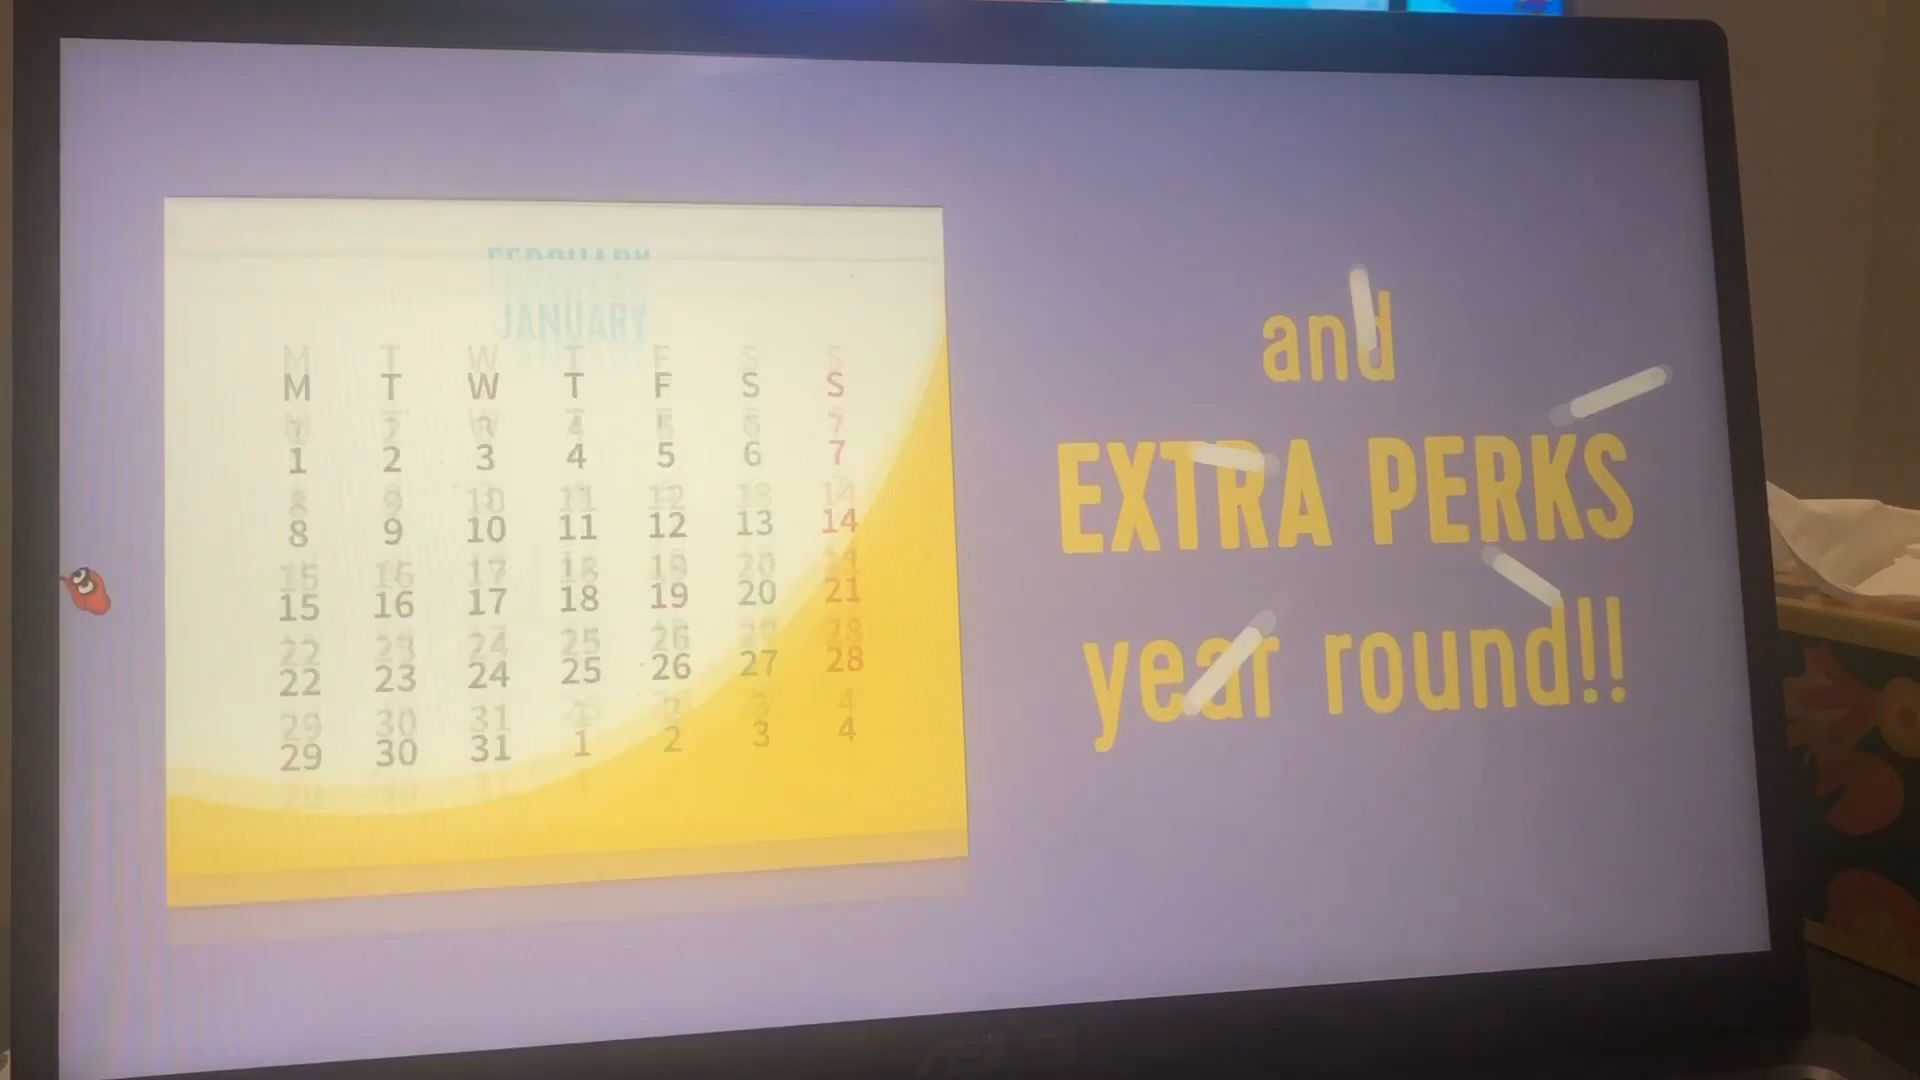 FEBRUARY
JANUARY
M T W T F S S
1 2 3 4 5 6 7
8 9 10 11 12 13 14
15 16 17 18 19 20 21
22 23 24 25 26 27 28
29 30 31 1 2 3 4
and
EXTRA PERKS
year round!!